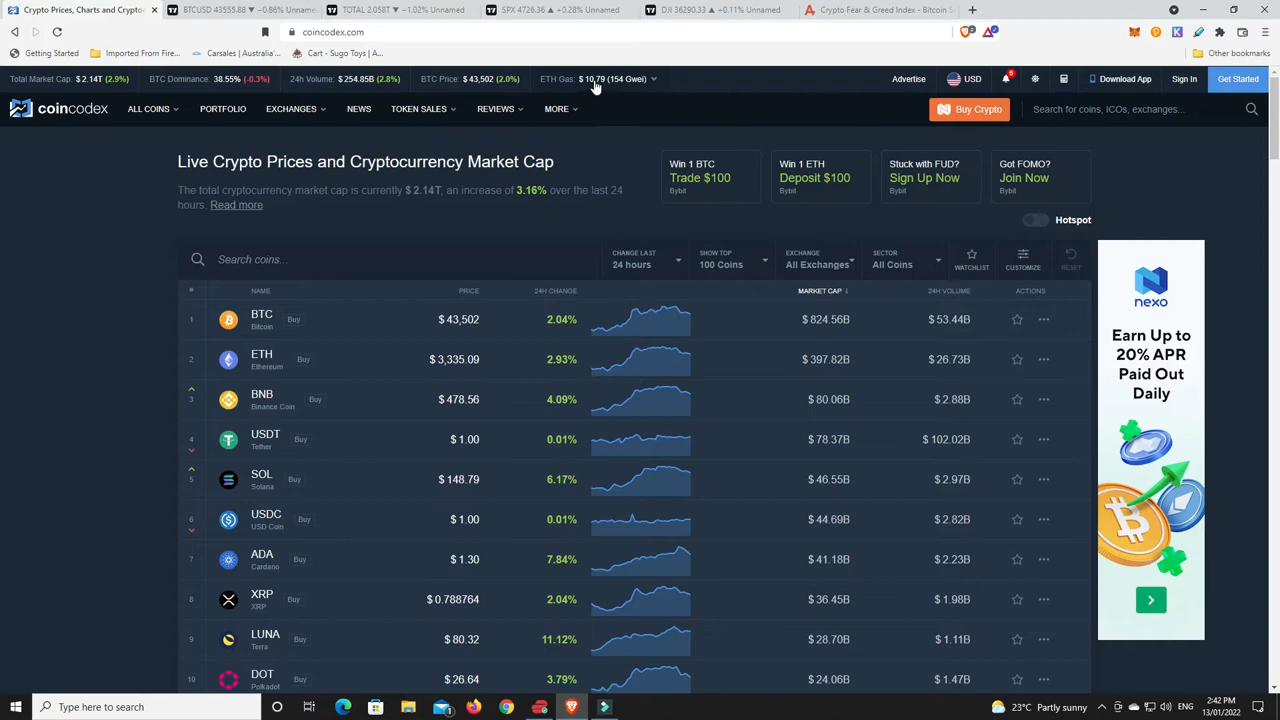 Crypto Prices, Charts and Cryptoc
BTCUSD 43555.88 ▼ −0.86% Unname
TOTAL 2.058T ▼ −1.02% Unnamed
SPX 4726.36 ▲ +0.28% Unnamed
DJI 36290.33 ▲ +0.11% Unnamed
Crypto Fear & Greed Index - Bitcoin S
coincodex.com
Getting Started
Imported From Fire...
Carsales | Australia's...
Cart - Sugo Toys | A...
Other bookmarks
Total Market Cap: $ 2.14T (2.9%)
BTC Dominance: 38.55% (-0.3%)
24h Volume: $ 254.85B (2.8%)
BTC Price: $ 43,502 (2.0%)
ETH Gas: $ 10.79 (154 Gwei)
Advertise
USD
6
Download App
Sign In
Get Started
coincodex
ALL COINS
PORTFOLIO
EXCHANGES
NEWS
TOKEN SALES
REVIEWS
MORE
Buy Crypto
Search for coins, ICOs, exchanges...
Live Crypto Prices and Cryptocurrency Market Cap
The total cryptocurrency market cap is currently $ 2.14T, an increase of 3.16% over the last 24
hours. Read more
Win 1 BTC
Trade $100
Bybit
Win 1 ETH
Deposit $100
Bybit
Stuck with FUD?
Sign Up Now
Bybit
Got FOMO?
Join Now
Bybit
Hotspot
Search coins...
CHANGE LAST
24 hours
SHOW TOP
100 Coins
EXCHANGE
All Exchanges
SECTOR
All Coins
WATCHLIST
CUSTOMIZE
RESET
# NAME PRICE 24H CHANGE MARKET CAP ↓ 24H VOLUME ACTIONS
1 BTC Bitcoin Buy $ 43,502 2.04% $ 824.56B $ 53.44B
2 ETH Ethereum Buy $ 3,335.09 2.93% $ 397.82B $ 26.73B
3 BNB Binance Coin Buy $ 478.56 4.09% $ 80.06B $ 2.88B
4 USDT Tether Buy $ 1.00 0.01% $ 78.37B $ 102.02B
5 SOL Solana Buy $ 148.79 6.17% $ 46.55B $ 2.97B
6 USDC USD Coin Buy $ 1.00 0.01% $ 44.69B $ 2.82B
7 ADA Cardano Buy $ 1.30 7.84% $ 41.18B $ 2.23B
8 XRP XRP Buy $ 0.788764 2.04% $ 36.45B $ 1.98B
9 LUNA Terra Buy $ 80.32 11.12% $ 28.70B $ 1.11B
10 DOT Polkadot Buy $ 26.64 3.79% $ 24.06B $ 1.47B
nexo
Earn Up to
20% APR
Paid Out
Daily
Type here to search
23°C Partly sunny
ENG
2:42 PM
13/01/2022